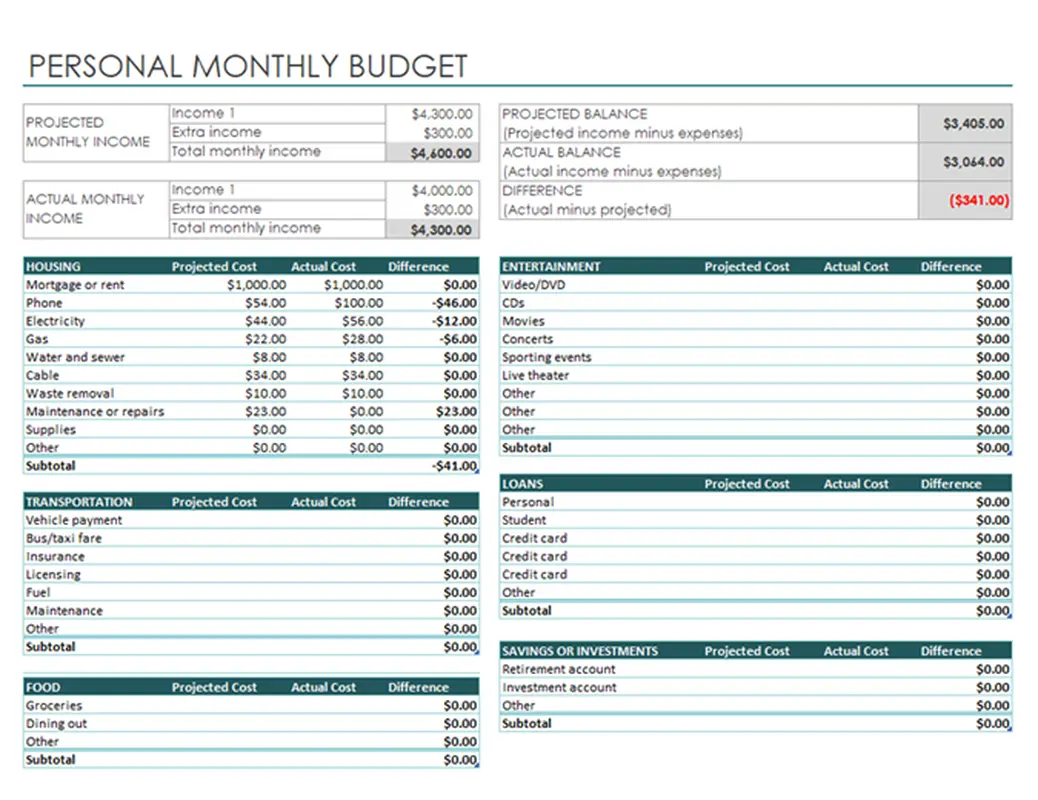 PERSONAL MONTHLY BUDGET
PROJECTED
MONTHLY INCOME
Income 1 $4,300.00
Extra income $300.00
Total monthly income $4,600.00
ACTUAL MONTHLY
INCOME
Income 1 $4,000.00
Extra income $300.00
Total monthly income $4,300.00
PROJECTED BALANCE
(Projected income minus expenses) $3,405.00
ACTUAL BALANCE
(Actual income minus expenses) $3,064.00
DIFFERENCE
(Actual minus projected) ($341.00)
HOUSING Projected Cost Actual Cost Difference
Mortgage or rent $1,000.00 $1,000.00 $0.00
Phone $54.00 $100.00 -$46.00
Electricity $44.00 $56.00 -$12.00
Gas $22.00 $28.00 -$6.00
Water and sewer $8.00 $8.00 $0.00
Cable $34.00 $34.00 $0.00
Waste removal $10.00 $10.00 $0.00
Maintenance or repairs $23.00 $0.00 $23.00
Supplies $0.00 $0.00 $0.00
Other $0.00 $0.00 $0.00
Subtotal -$41.00
TRANSPORTATION Projected Cost Actual Cost Difference
Vehicle payment $0.00
Bus/taxi fare $0.00
Insurance $0.00
Licensing $0.00
Fuel $0.00
Maintenance $0.00
Other $0.00
Subtotal $0.00
FOOD Projected Cost Actual Cost Difference
Groceries $0.00
Dining out $0.00
Other $0.00
Subtotal $0.00
ENTERTAINMENT Projected Cost Actual Cost Difference
Video/DVD $0.00
CDs $0.00
Movies $0.00
Concerts $0.00
Sporting events $0.00
Live theater $0.00
Other $0.00
Other $0.00
Other $0.00
Subtotal $0.00
LOANS Projected Cost Actual Cost Difference
Personal $0.00
Student $0.00
Credit card $0.00
Credit card $0.00
Credit card $0.00
Other $0.00
Subtotal $0.00
SAVINGS OR INVESTMENTS Projected Cost Actual Cost Difference
Retirement account $0.00
Investment account $0.00
Other $0.00
Subtotal $0.00